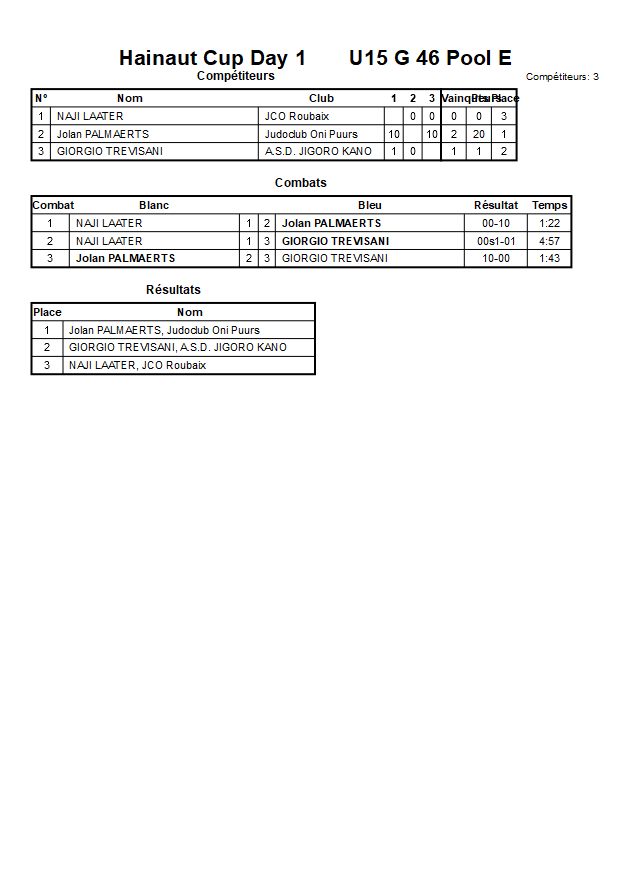 Hainaut Cup Day 1 U15 G 46 Pool E
Compétiteurs Compétiteurs: 3
N° Nom Club 1 2 3 Vainqueurs Pts Place
1 NAJI LAATER JCO Roubaix 0 0 0 0 3
2 Jolan PALMAERTS Judoclub Oni Puurs 10 10 2 20 1
3 GIORGIO TREVISANI A.S.D. JIGORO KANO 1 0 1 1 2
Combats
Combat Blanc Bleu Résultat Temps
1 NAJI LAATER 1 2 Jolan PALMAERTS 00-10 1:22
2 NAJI LAATER 1 3 GIORGIO TREVISANI 00s1-01 4:57
3 Jolan PALMAERTS 2 3 GIORGIO TREVISANI 10-00 1:43
Résultats
Place Nom
1 Jolan PALMAERTS, Judoclub Oni Puurs
2 GIORGIO TREVISANI, A.S.D. JIGORO KANO
3 NAJI LAATER, JCO Roubaix